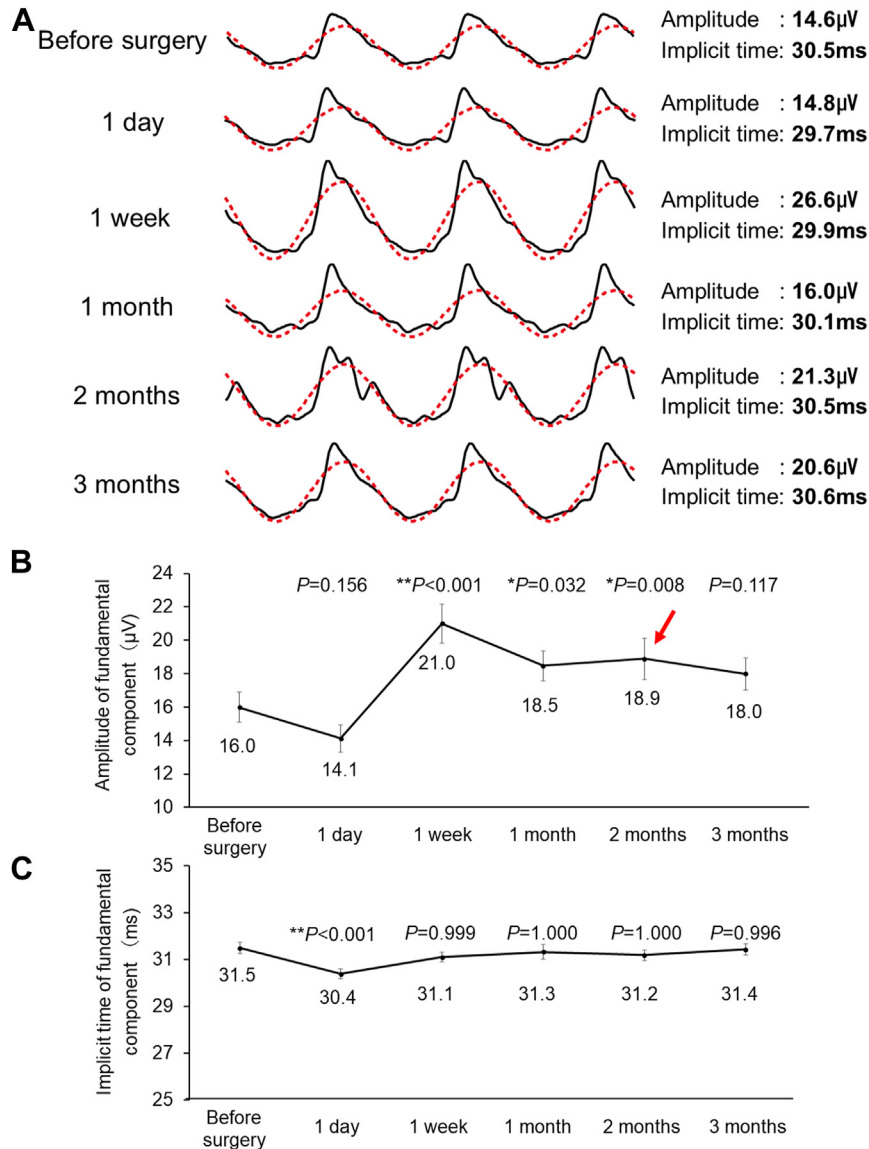 A
Before surgery
Amplitude : 14.6μV
Implicit time: 30.5ms
1 day
Amplitude : 14.8μV
Implicit time: 29.7ms
1 week
Amplitude : 26.6μV
Implicit time: 29.9ms
1 month
Amplitude : 16.0μV
Implicit time: 30.1ms
2 months
Amplitude : 21.3μV
Implicit time: 30.5ms
3 months
Amplitude : 20.6μV
Implicit time: 30.6ms
B
Amplitude of fundamental
component（μV)
24
22
20
18
16
14
12
10
P=0.156 **P<0.001 *P=0.032 *P=0.008 P=0.117
16.0 14.1 21.0 18.5 18.9 18.0
Before
surgery
1 day 1 week 1 month 2 months 3 months
C
Implicit time of fundamental
component（ms)
35
33
31
29
27
25
**P<0.001 P=0.999 P=1.000 P=1.000 P=0.996
31.5 30.4 31.1 31.3 31.2 31.4
Before
surgery
1 day 1 week 1 month 2 months 3 months